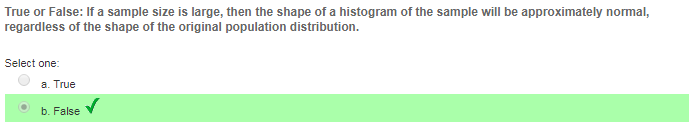 True or False: If a sample size is large, then the shape of a histogram of the sample will be approximately normal,
regardless of the shape of the original population distribution.
Select one:
a. True
b. False